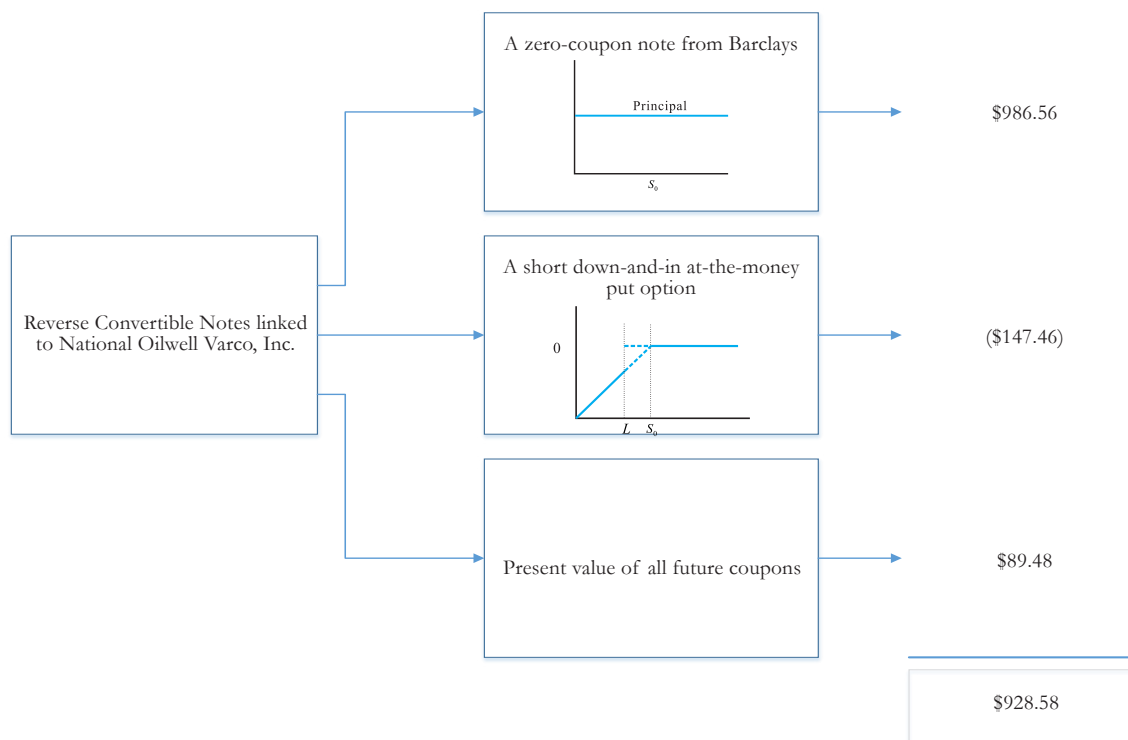 A zero-coupon note from Barclays
Principal
S₀
$986.56
Reverse Convertible Notes linked
to National Oilwell Varco, Inc.
A short down-and-in at-the-money
put option
0
L S₀
($147.46)
Present value of all future coupons
$89.48
$928.58